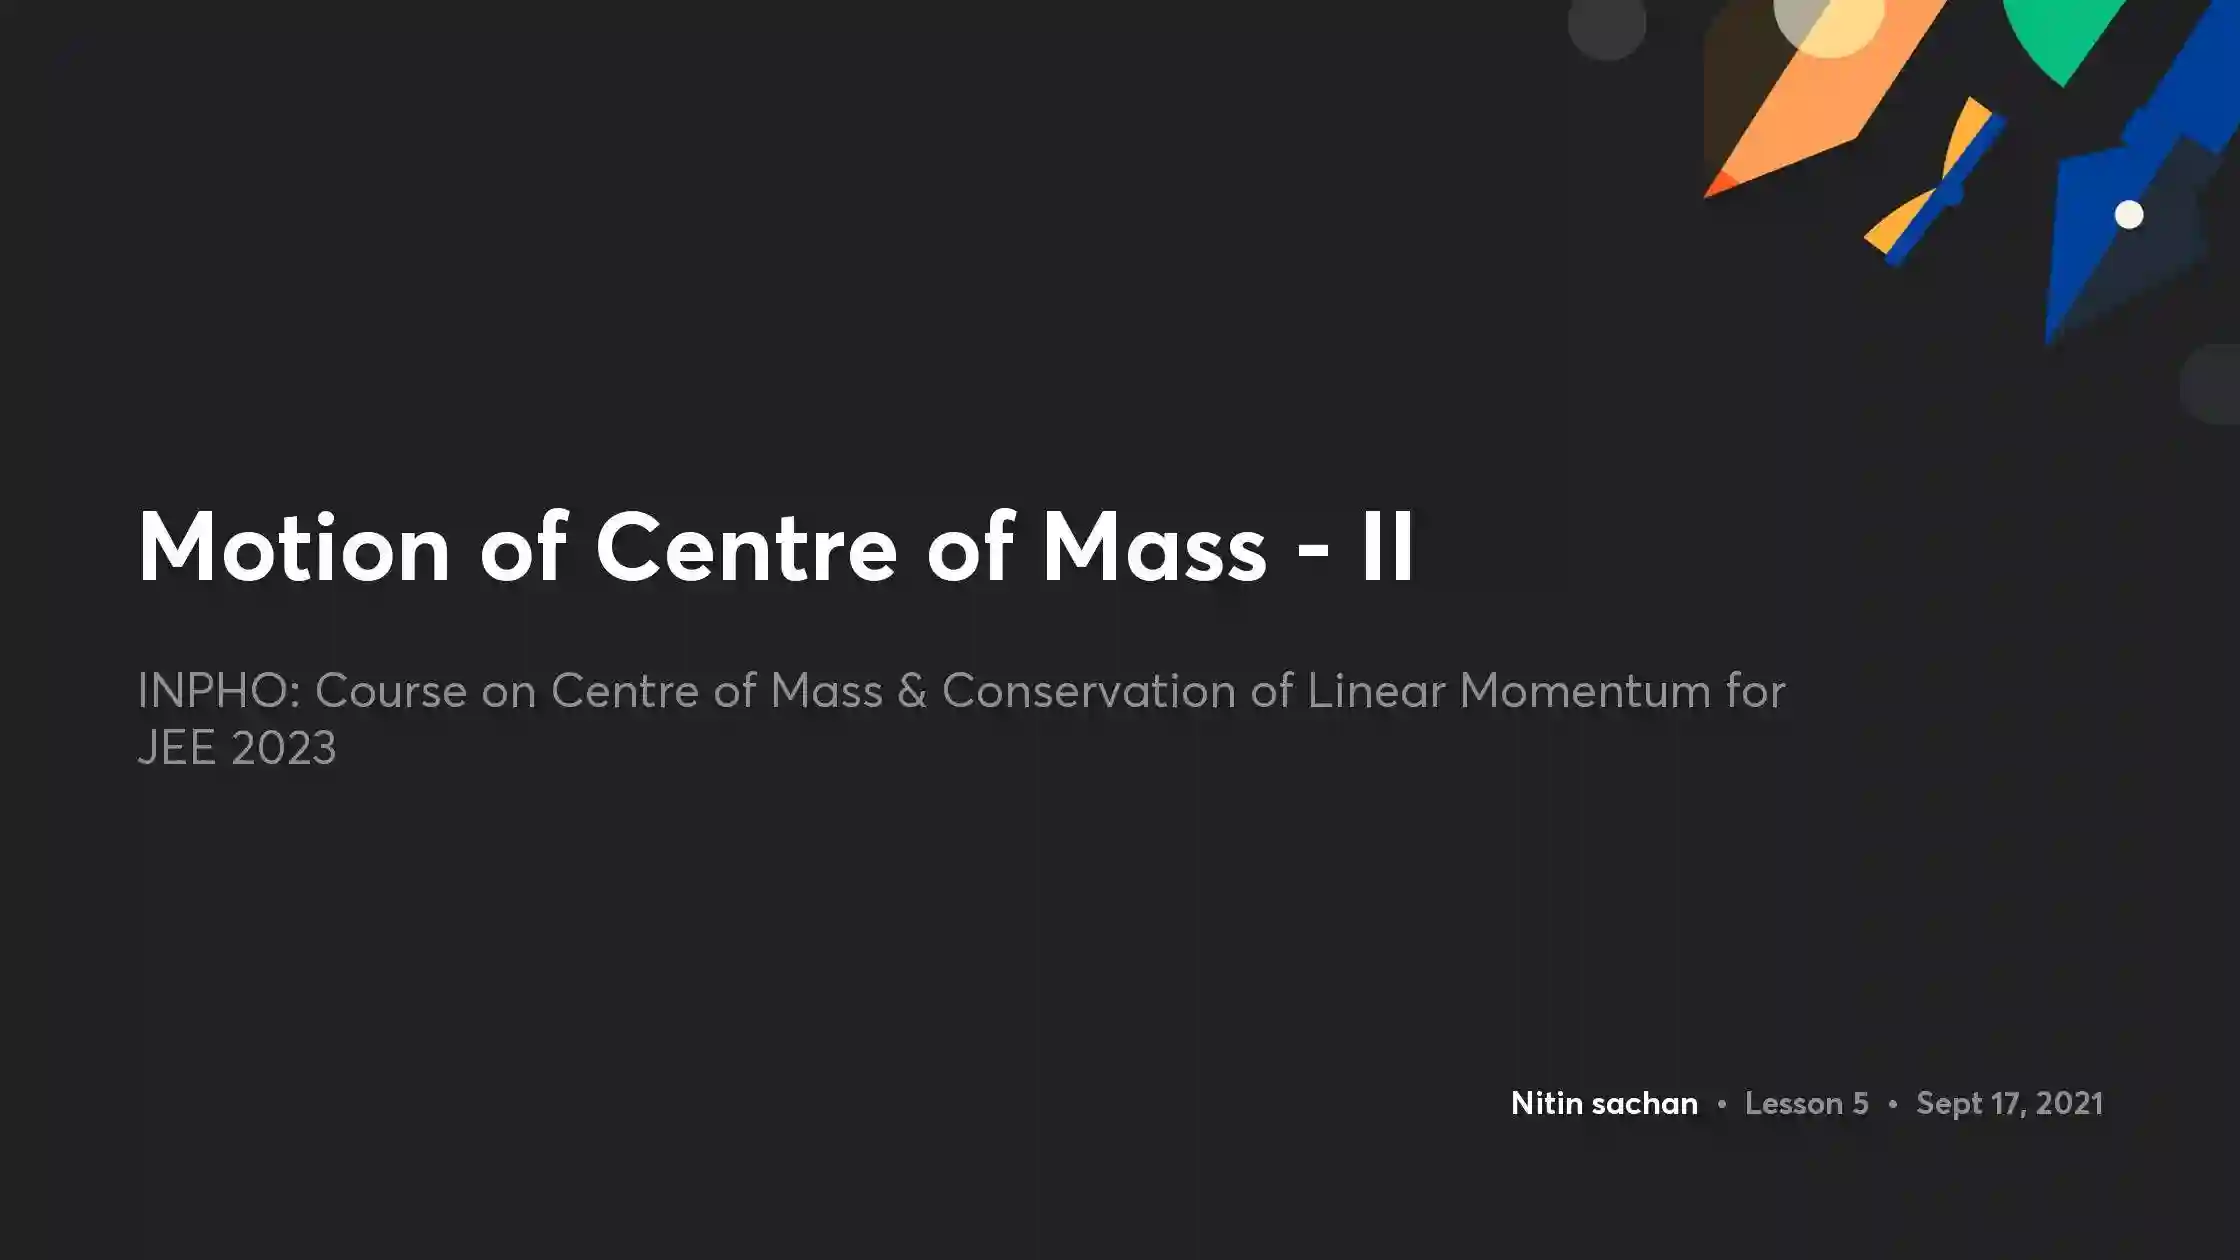 Motion of Centre of Mass - II
INPHO: Course on Centre of Mass & Conservation of Linear Momentum for
JEE 2023
Nitin sachan • Lesson 5 • Sept 17, 2021